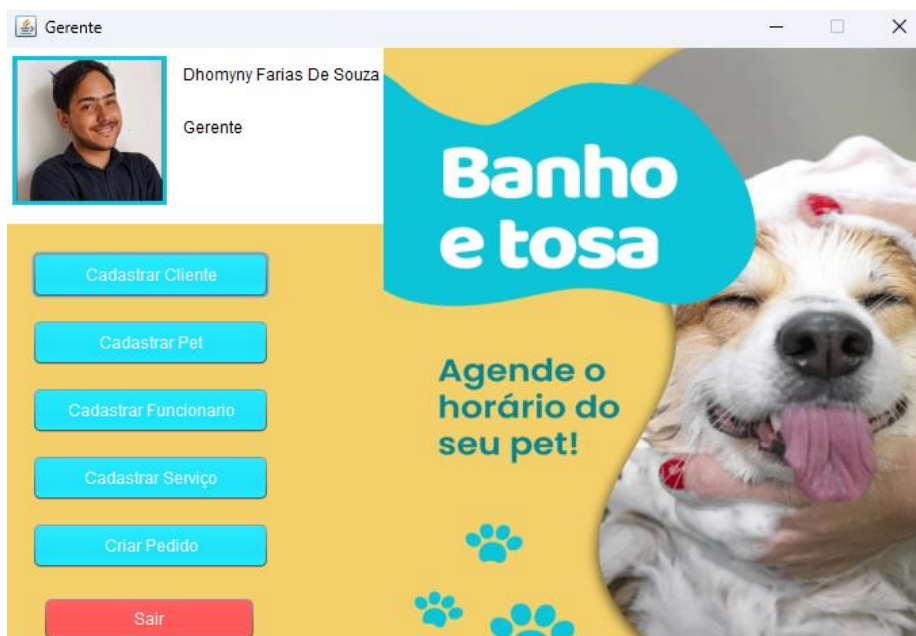 Gerente
Dhomyny Farias De Souza
Gerente
Cadastrar Cliente
Cadastrar Pet
Cadastrar Funcionario
Cadastrar Serviço
Criar Pedido
Sair
Banho
e tosa
Agende o
horário do
seu pet!